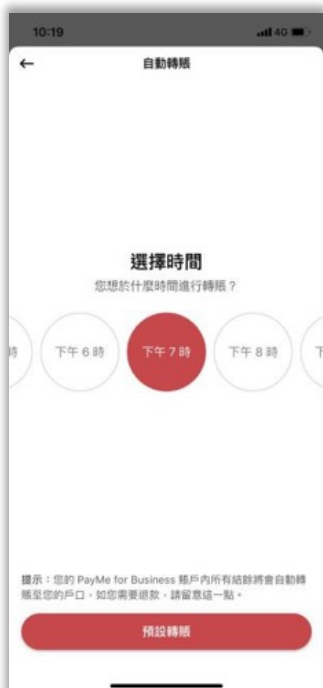 10:19
4G
自動轉賬
選擇時間
您想於什麼時間進行轉賬？
時
下午 6 時
下午 7 時
下午 8 時
下
提示：您的 PayMe for Business 賬戶內所有結餘將會自動轉
賬至您的戶口，如您需要退款，請留意這一點。
預設轉賬